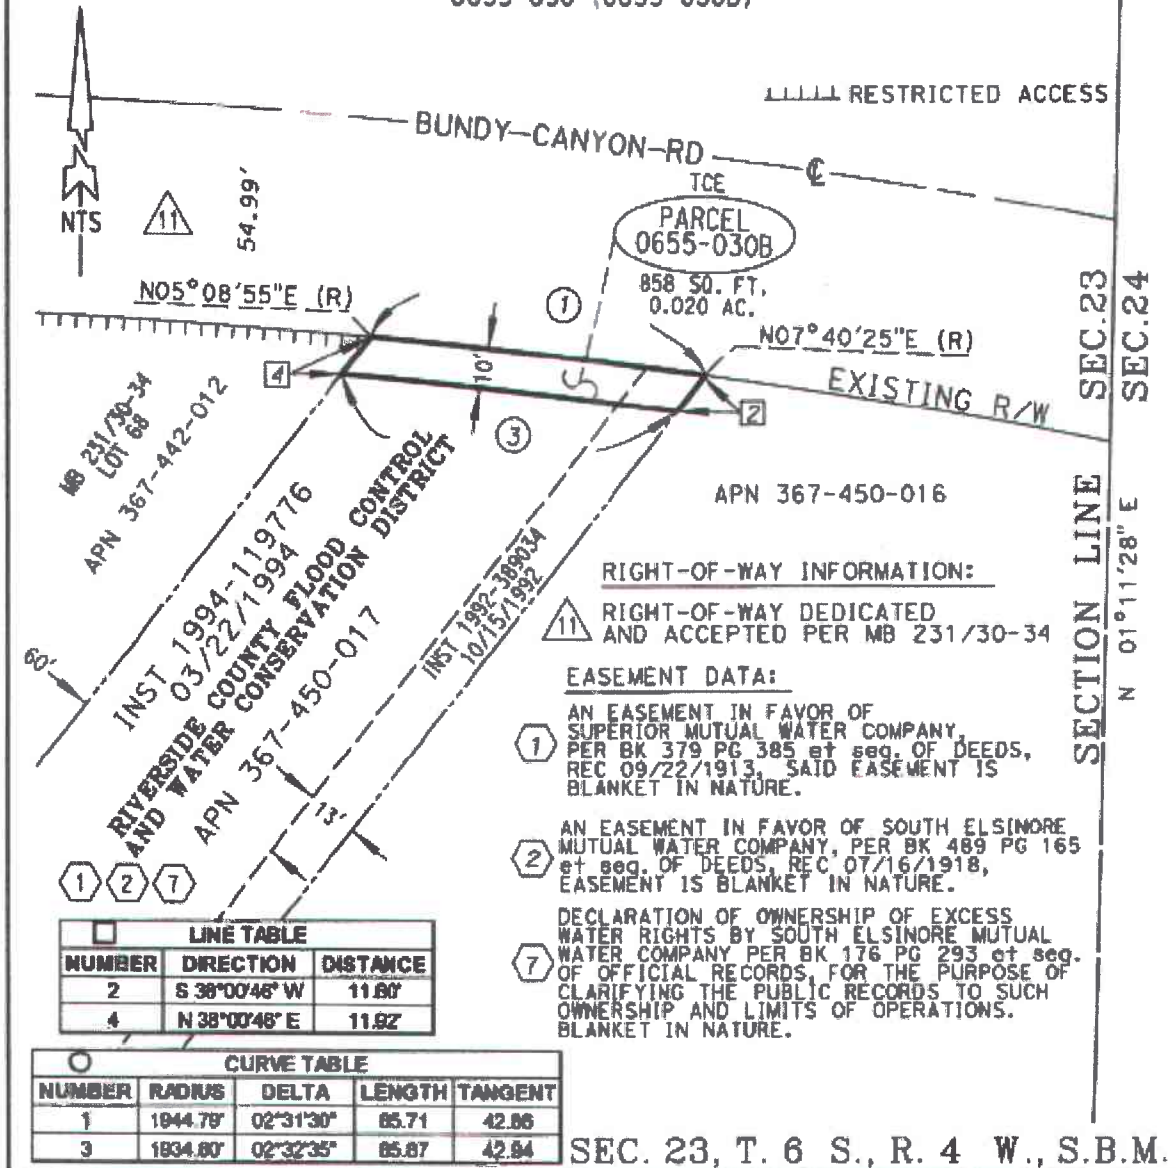 RESTRICTED ACCESS
BUNDY-CANYON-RD
TCE
PARCEL
0655-030B
858 SQ. FT.
0.020 AC.
NTS
11
54.99'
N05°08'55"E (R)
1
N07°40'25"E (R)
4
10'
3
2
EXISTING R/W
SEC.23
SEC.24
MB 231/30-34
LOT 68
APN 367-442-012
APN 367-450-016
60'
INST 1994-119776
03/22/1994
RIVERSIDE COUNTY FLOOD CONTROL
AND WATER CONSERVATION DISTRICT
APN 367-450-017
INST 1992-389034
10/15/1992
13'
SECTION LINE
N 01°11'28" E
RIGHT-OF-WAY INFORMATION:
11 RIGHT-OF-WAY DEDICATED
AND ACCEPTED PER MB 231/30-34
EASEMENT DATA:
1 AN EASEMENT IN FAVOR OF
SUPERIOR MUTUAL WATER COMPANY,
PER BK 379 PG 385 et seq. OF DEEDS,
REC 09/22/1913, SAID EASEMENT IS
BLANKET IN NATURE.
2 AN EASEMENT IN FAVOR OF SOUTH ELSINORE
MUTUAL WATER COMPANY, PER BK 489 PG 165
et seq. OF DEEDS, REC 07/16/1918,
EASEMENT IS BLANKET IN NATURE.
7 DECLARATION OF OWNERSHIP OF EXCESS
WATER RIGHTS BY SOUTH ELSINORE MUTUAL
WATER COMPANY PER BK 176 PG 293 et seq.
OF OFFICIAL RECORDS, FOR THE PURPOSE OF
CLARIFYING THE PUBLIC RECORDS TO SUCH
OWNERSHIP AND LIMITS OF OPERATIONS.
BLANKET IN NATURE.
1 2 7
LINE TABLE
NUMBER DIRECTION DISTANCE
2 S 38°00'46" W 11.80'
4 N 38°00'46" E 11.92'
CURVE TABLE
NUMBER RADIUS DELTA LENGTH TANGENT
1 1944.79' 02°31'30" 85.71 42.86
3 1934.80' 02°32'35" 85.87 42.94
SEC. 23, T. 6 S., R. 4 W., S.B.M.